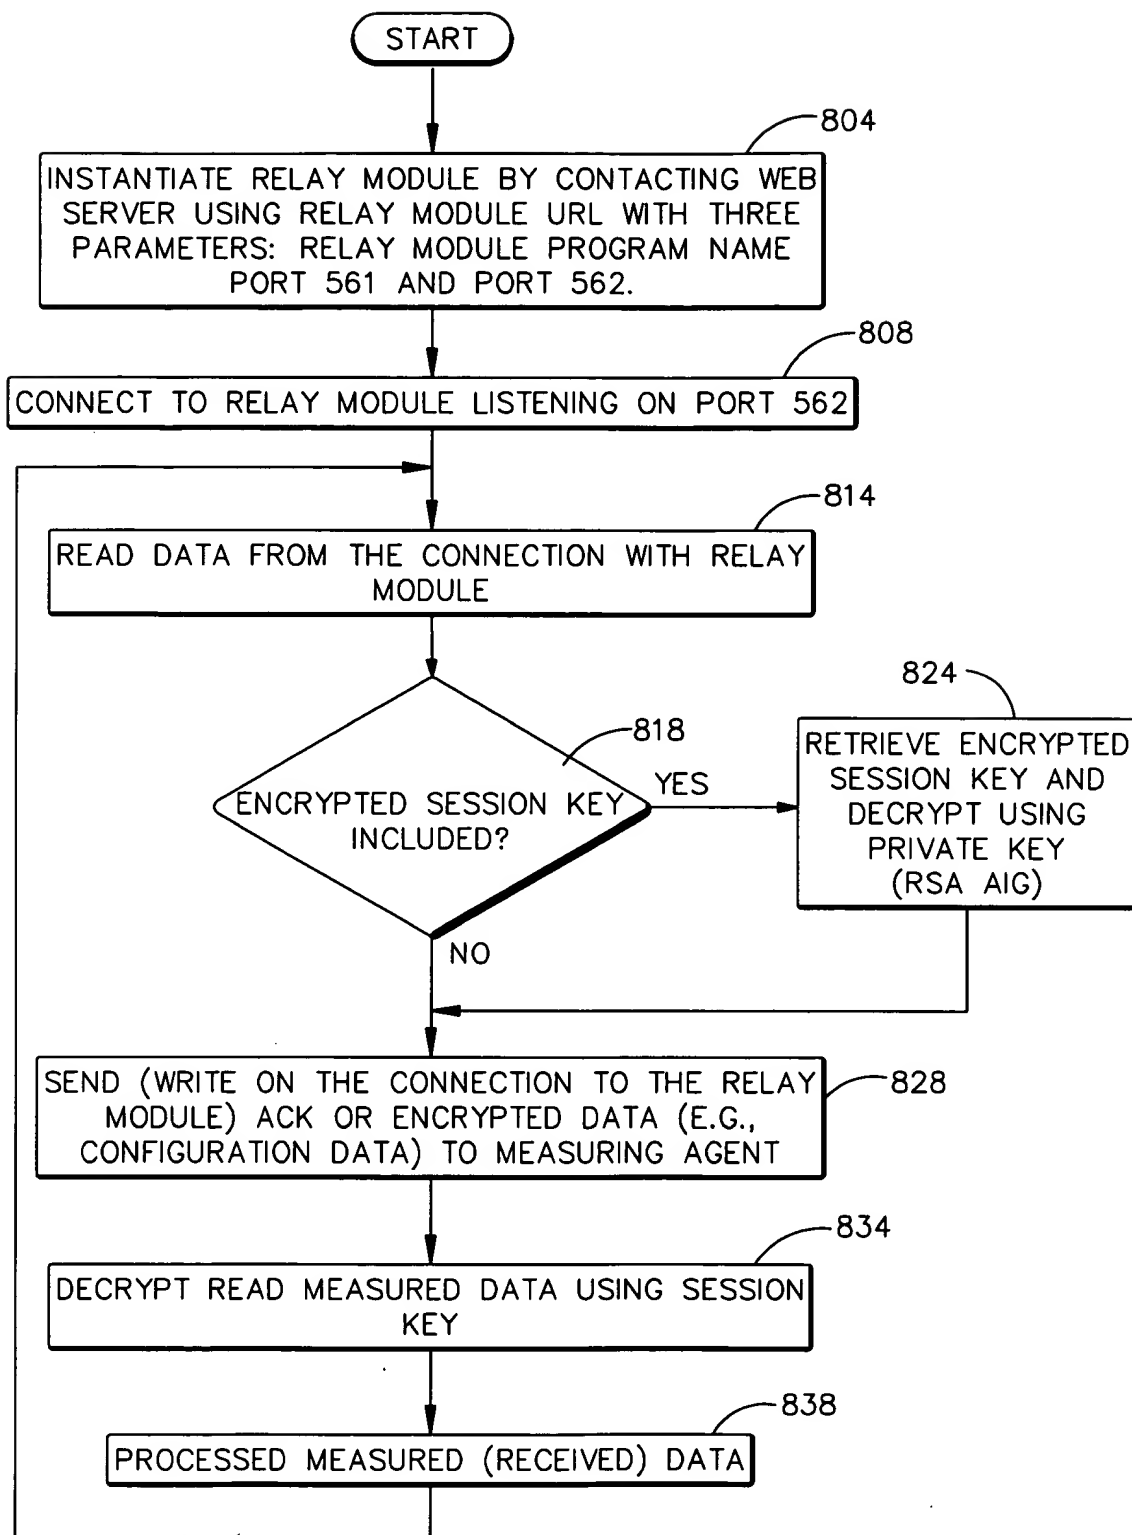 START
804
INSTANTIATE RELAY MODULE BY CONTACTING WEB
SERVER USING RELAY MODULE URL WITH THREE
PARAMETERS: RELAY MODULE PROGRAM NAME
PORT 561 AND PORT 562.
808
CONNECT TO RELAY MODULE LISTENING ON PORT 562
814
READ DATA FROM THE CONNECTION WITH RELAY
MODULE
818
ENCRYPTED SESSION KEY
INCLUDED?
YES
824
RETRIEVE ENCRYPTED
SESSION KEY AND
DECRYPT USING
PRIVATE KEY
(RSA AIG)
NO
828
SEND (WRITE ON THE CONNECTION TO THE RELAY
MODULE) ACK OR ENCRYPTED DATA (E.G.,
CONFIGURATION DATA) TO MEASURING AGENT
834
DECRYPT READ MEASURED DATA USING SESSION
KEY
838
PROCESSED MEASURED (RECEIVED) DATA